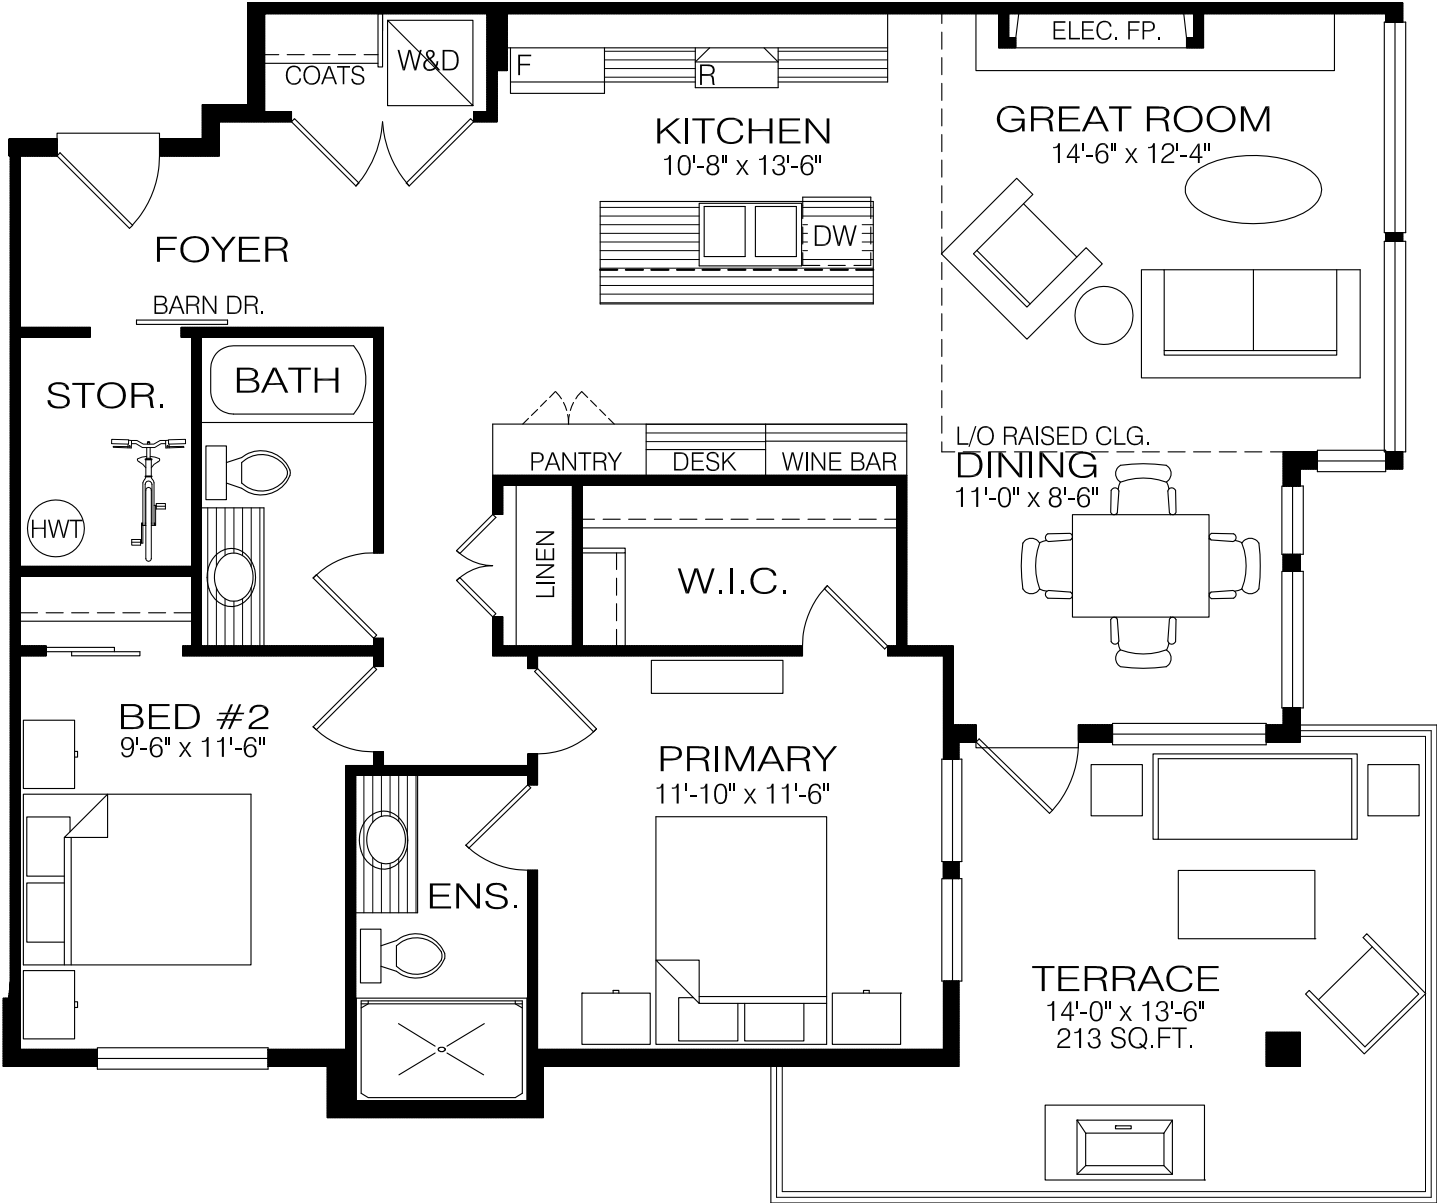 ELEC. FP.
W&D
COATS
F
R
KITCHEN
10'-8" x 13'-6"
GREAT ROOM
14'-6" x 12'-4"
FOYER
DW
BARN DR.
BATH
STOR.
L/O RAISED CLG.
PANTRY
DESK
WINE BAR
DINING
11'-0" x 8'-6"
HWT
LINEN
W.I.C.
BED #2
9'-6" x 11'-6"
PRIMARY
11'-10" x 11'-6"
ENS.
TERRACE
14'-0" x 13'-6"
213 SQ.FT.